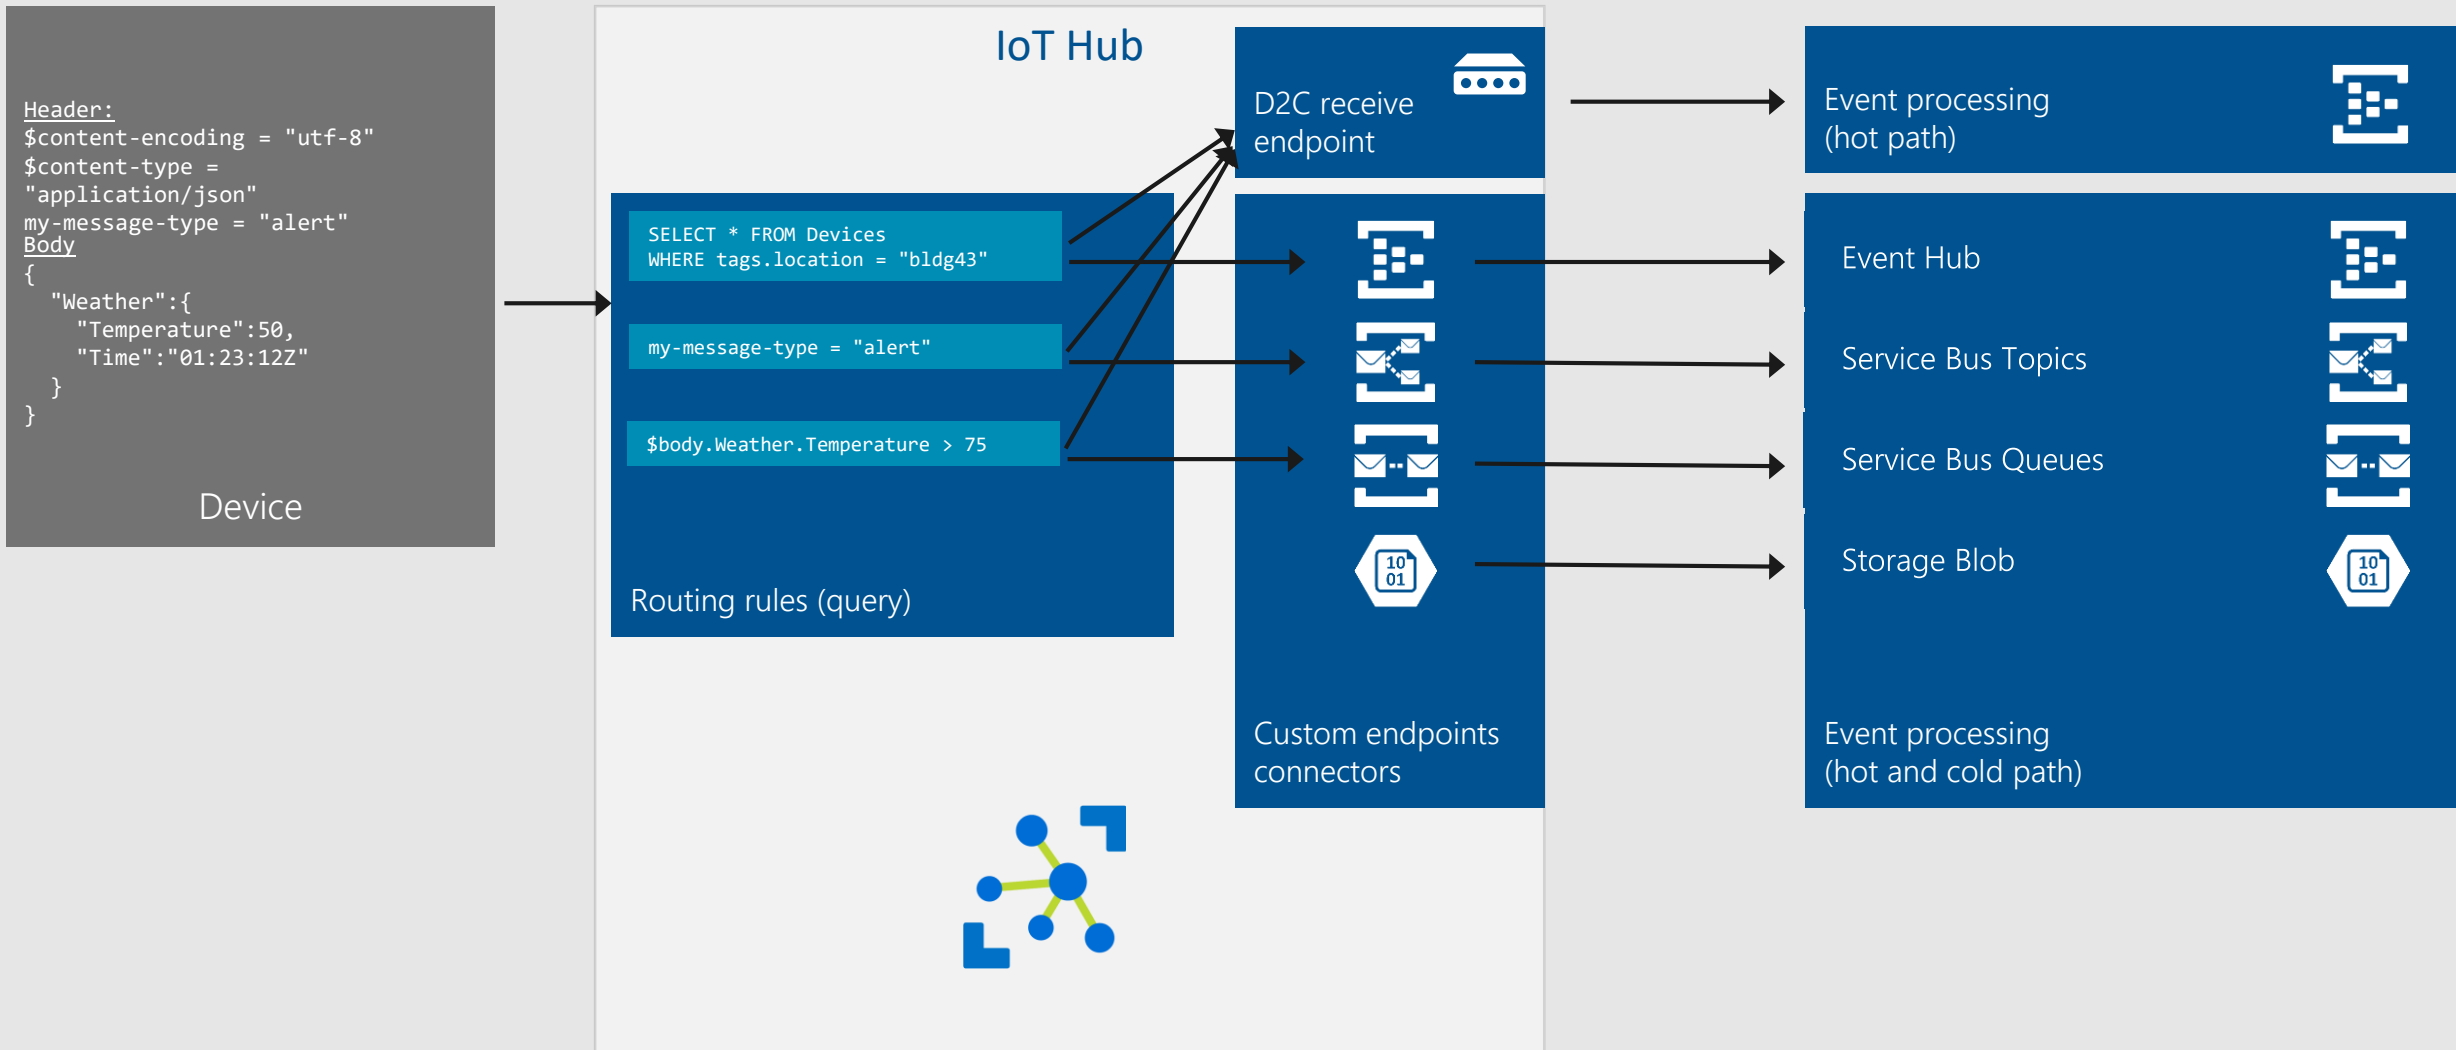 Header:
$content-encoding = "utf-8"
$content-type =
"application/json"
my-message-type = "alert"
Body
{
"Weather":{
"Temperature":50,
"Time":"01:23:12Z"
}
}
Device
IoT Hub
SELECT * FROM Devices
WHERE tags.location = "bldg43"
my-message-type = "alert"
$body.Weather.Temperature > 75
Routing rules (query)
D2C receive
endpoint
10
01
Custom endpoints
connectors
Event processing
(hot path)
Event Hub
Service Bus Topics
Service Bus Queues
Storage Blob
10
01
Event processing
(hot and cold path)